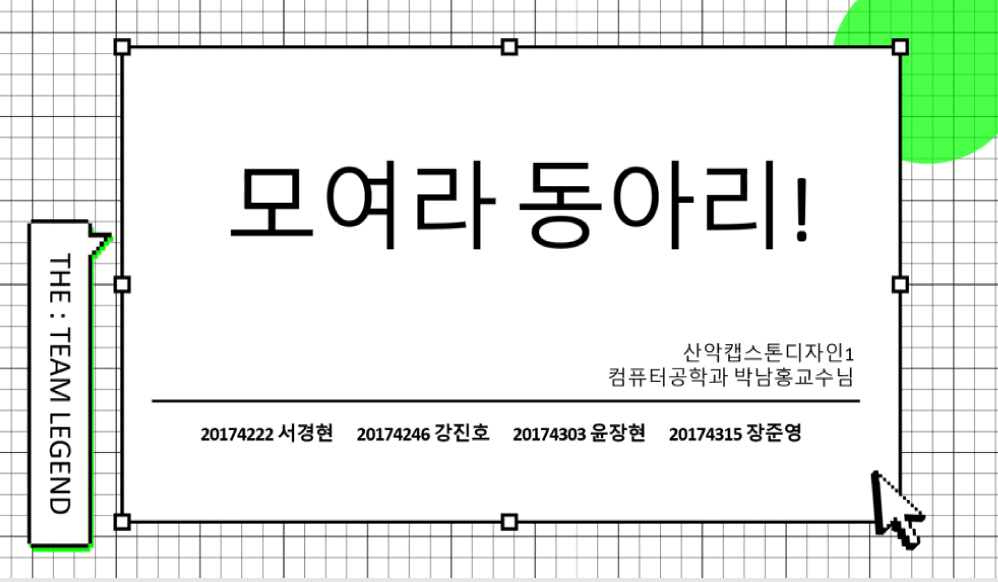 모여라 동아리!
THE : TEAM LEGEND
산악캡스톤디자인1
컴퓨터공학과 박남홍교수님
20174222 서경현 20174246 강진호 20174303 윤장현 20174315 장준영